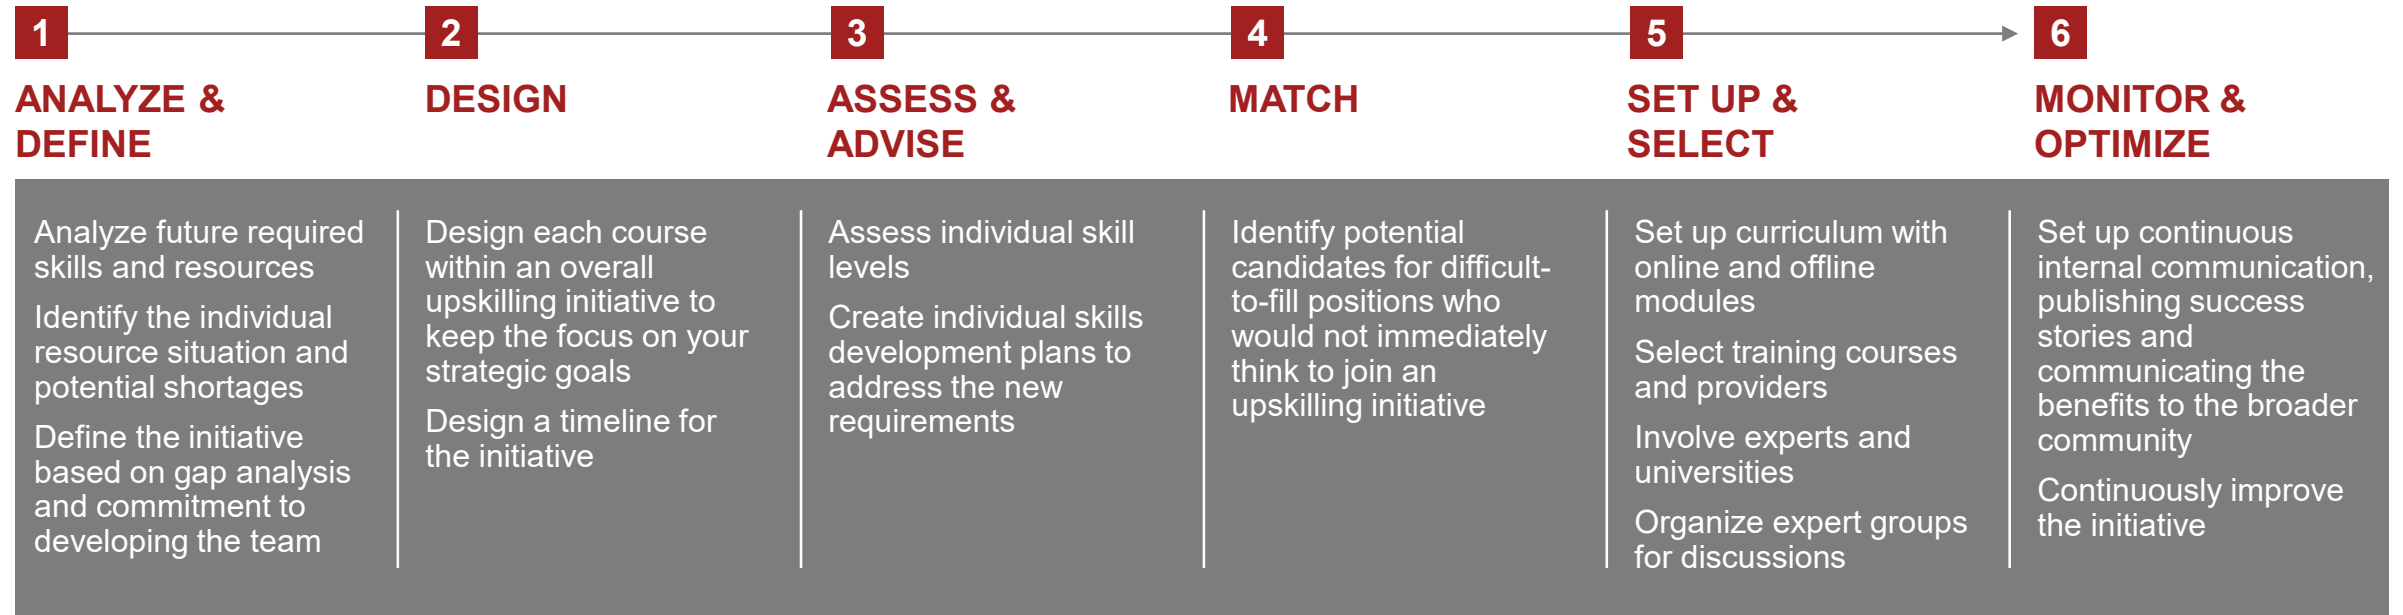 1
ANALYZE &
DEFINE
Analyze future required
skills and resources
Identify the individual
resource situation and
potential shortages
Define the initiative
based on gap analysis
and commitment to
developing the team
2
DESIGN
Design each course
within an overall
upskilling initiative to
keep the focus on your
strategic goals
Design a timeline for
the initiative
3
ASSESS &
ADVISE
Assess individual skill
levels
Create individual skills
development plans to
address the new
requirements
4
MATCH
Identify potential
candidates for difficult-
to-fill positions who
would not immediately
think to join an
upskilling initiative
5
SET UP &
SELECT
Set up curriculum with
online and offline
modules
Select training courses
and providers
Involve experts and
universities
Organize expert groups
for discussions
6
MONITOR &
OPTIMIZE
Set up continuous
internal communication,
publishing success
stories and
communicating the
benefits to the broader
community
Continuously improve
the initiative